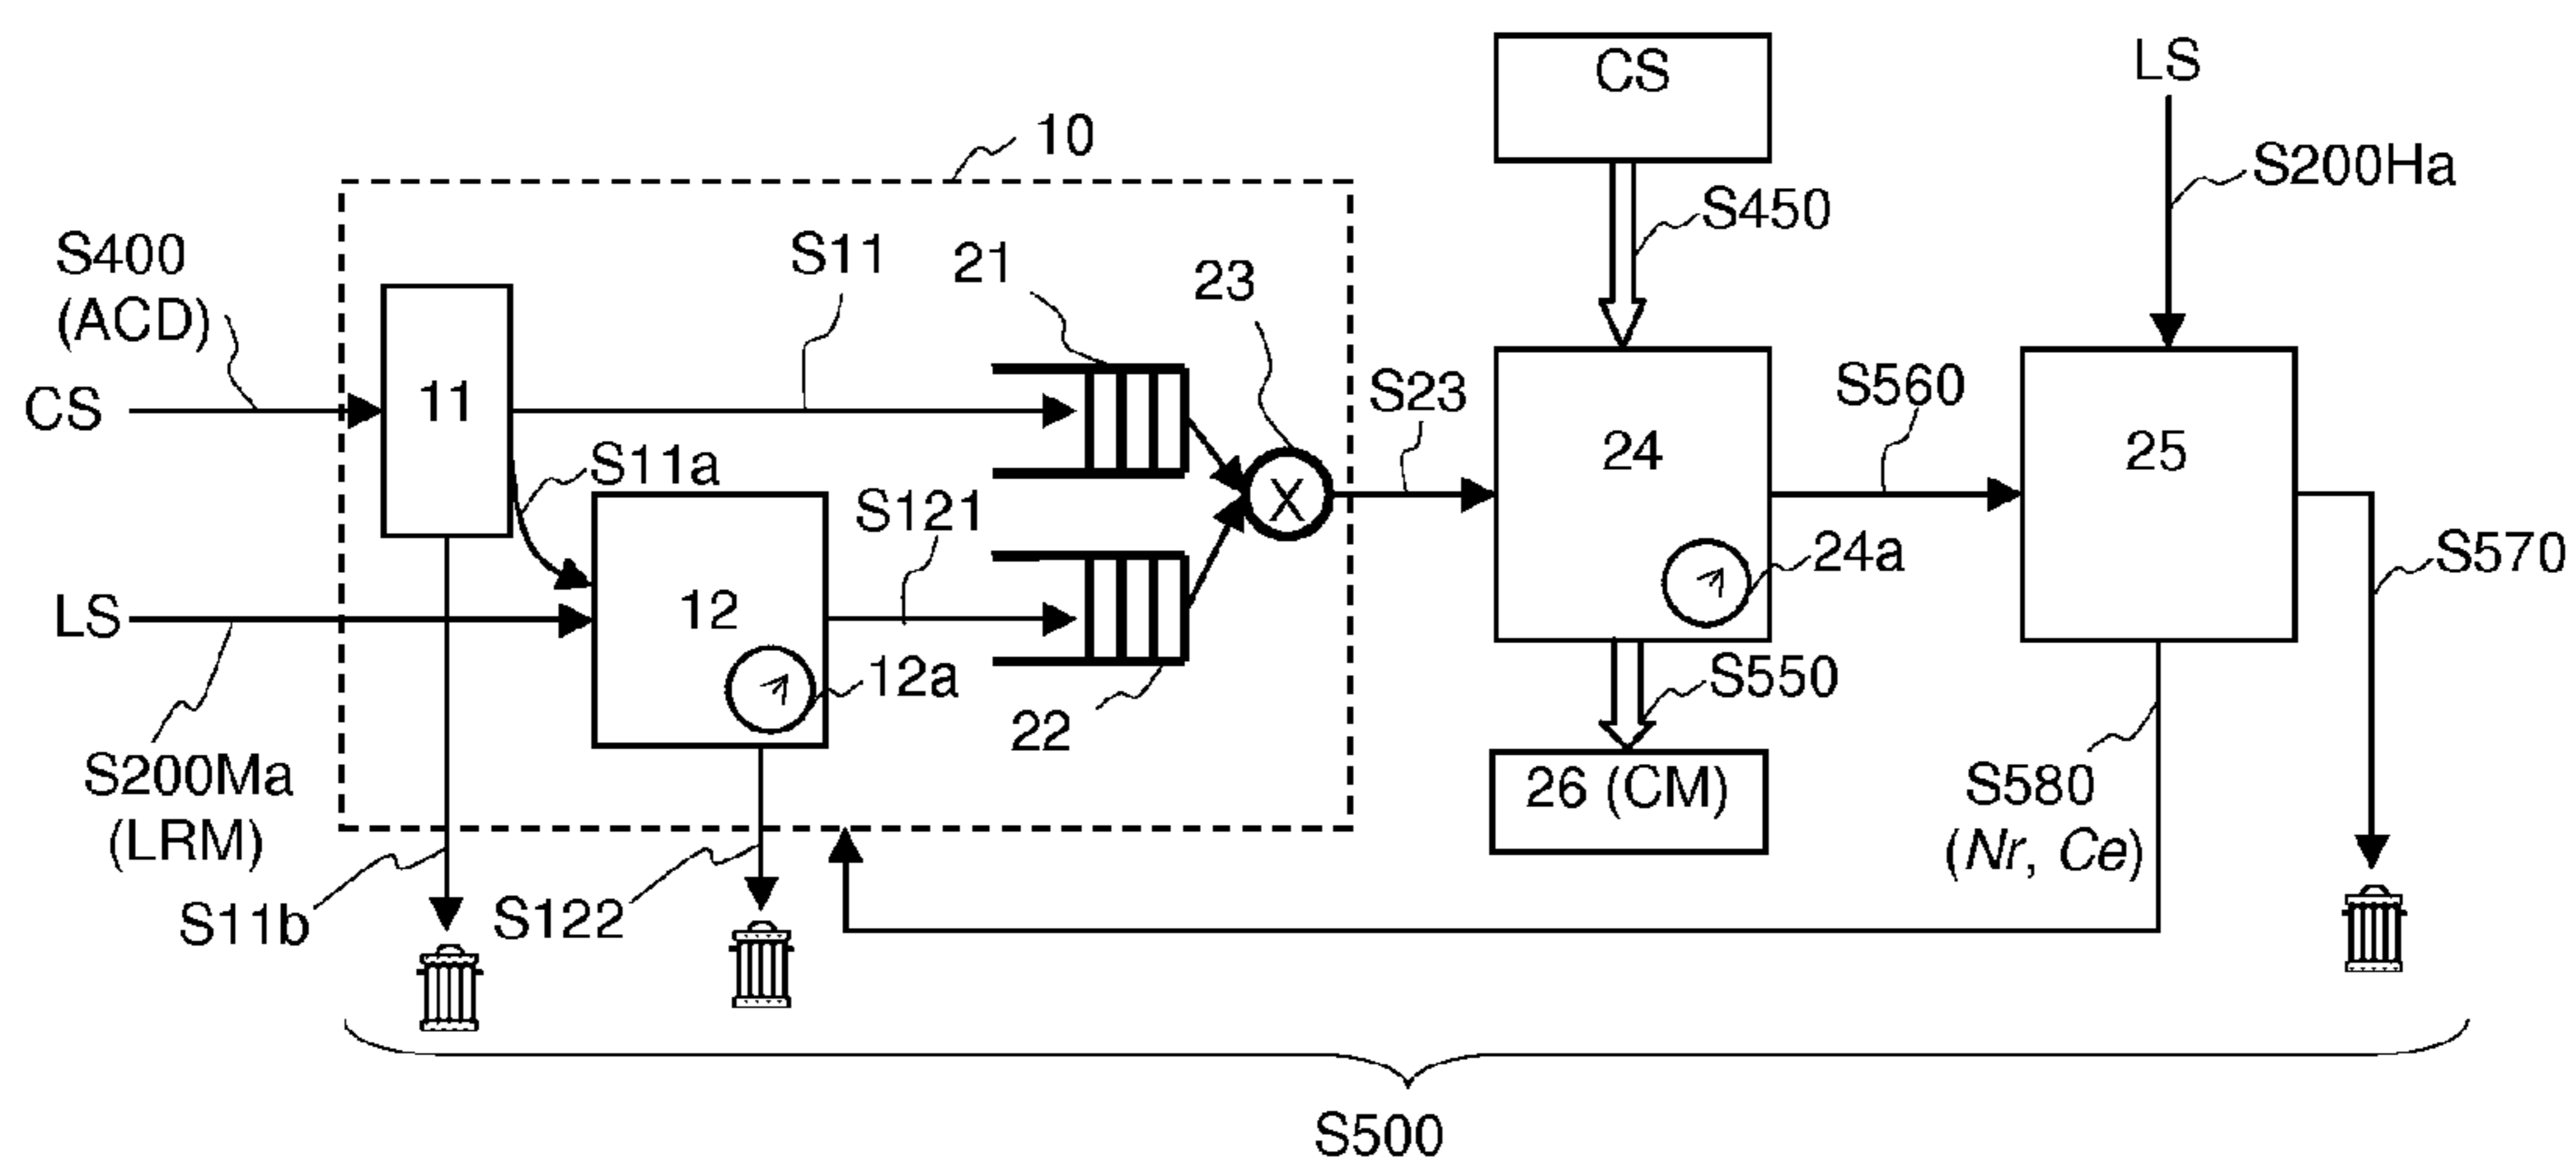 CS
LS
10
S200Ha
S450
S400
(ACD)
S11
21
23
CS
11
S23
S560
24
25
S11a
S121
24a
S570
LS
12
12a
22
S550
S200Ma
(LRM)
26 (CM)
S580
(Nr, Ce)
S11b
S122
X
S500